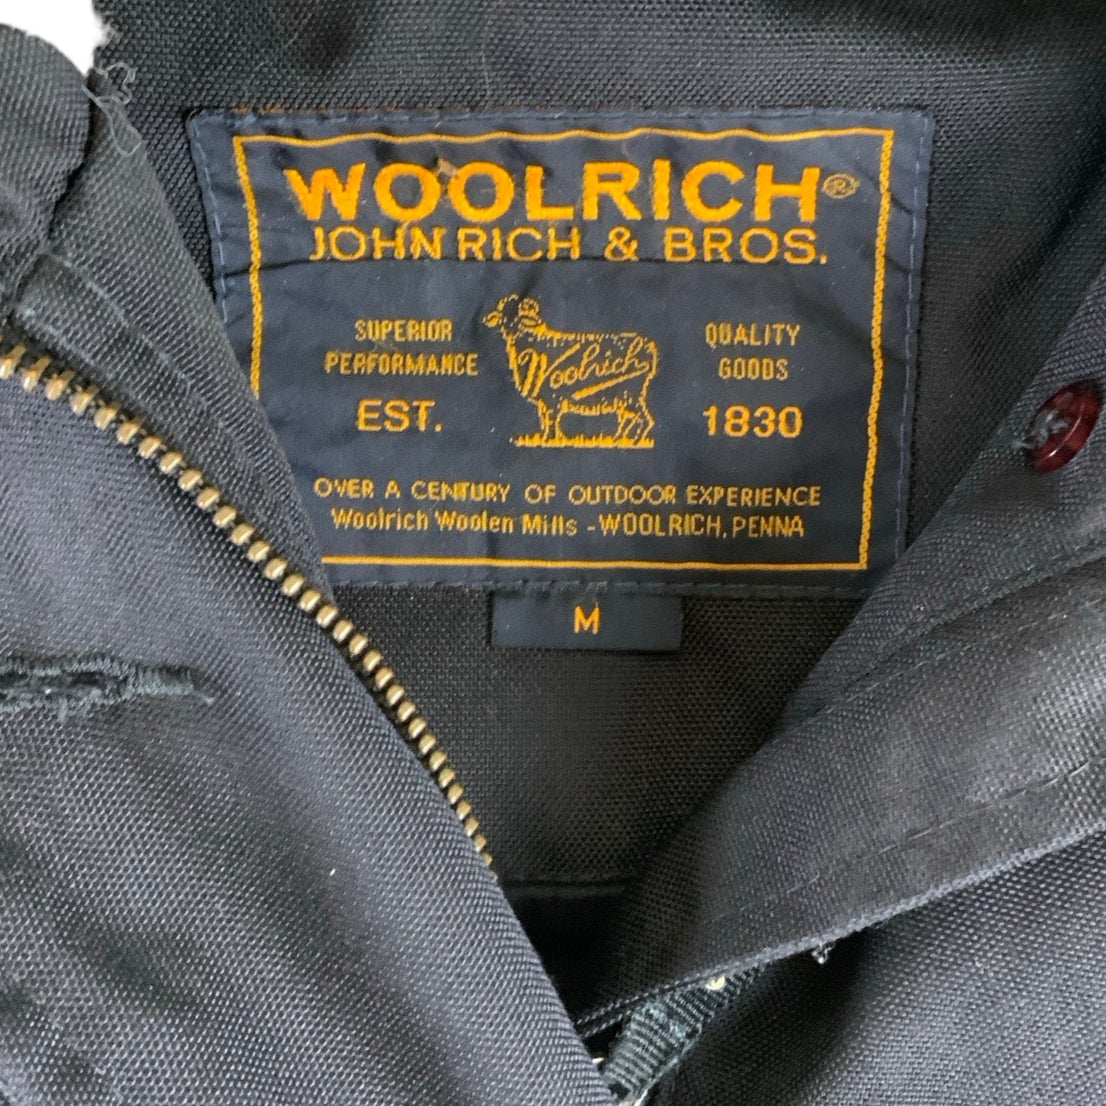 WOOLRICH®
JOHN RICH & BROS.
SUPERIOR
PERFORMANCE
EST.
Woolrich
QUALITY
GOODS
1830
OVER A CENTURY OF OUTDOOR EXPERIENCE
Woolrich Woolen Mills - WOOLRICH, PENNA
M